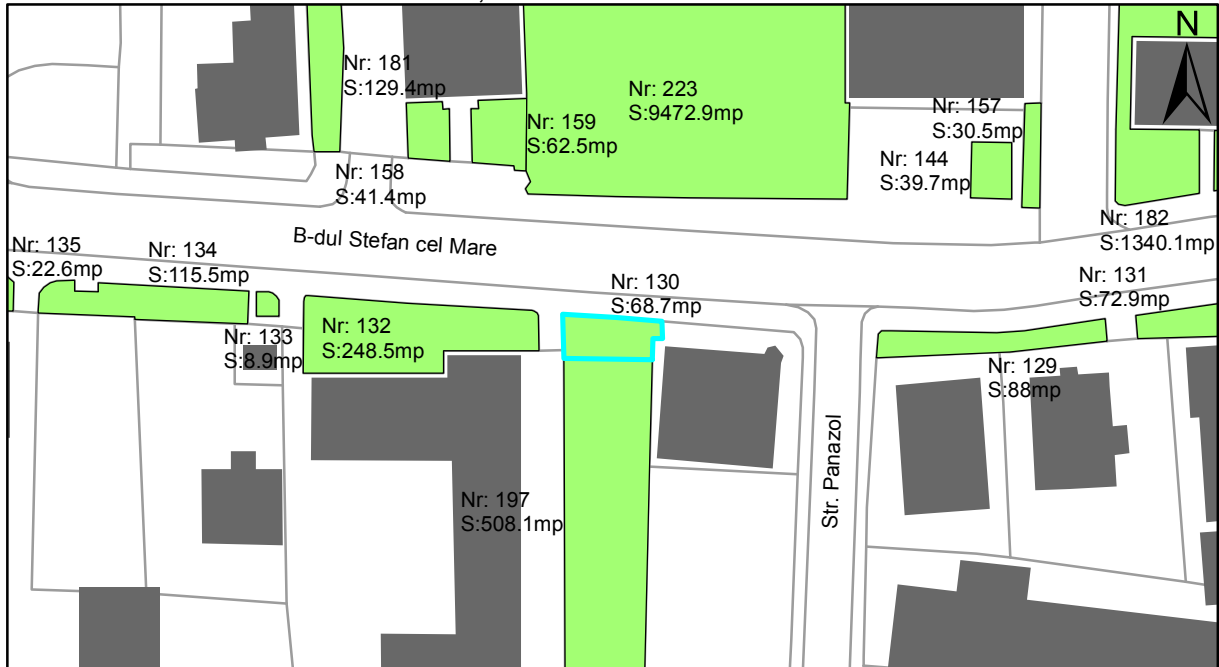 N
Nr: 181
S:129.4mp
Nr: 223
S:9472.9mp
Nr: 159
S:62.5mp
Nr: 157
S:30.5mp
Nr: 158
S:41.4mp
Nr: 144
S:39.7mp
Nr: 182
S:1340.1mp
B-dul Stefan cel Mare
Nr: 135
S:22.6mp
Nr: 134
S:115.5mp
Nr: 130
S:68.7mp
Nr: 131
S:72.9mp
Nr: 133
S:8.9mp
Nr: 132
S:248.5mp
Nr: 129
S:88mp
Str. Panazol
Nr: 197
S:508.1mp